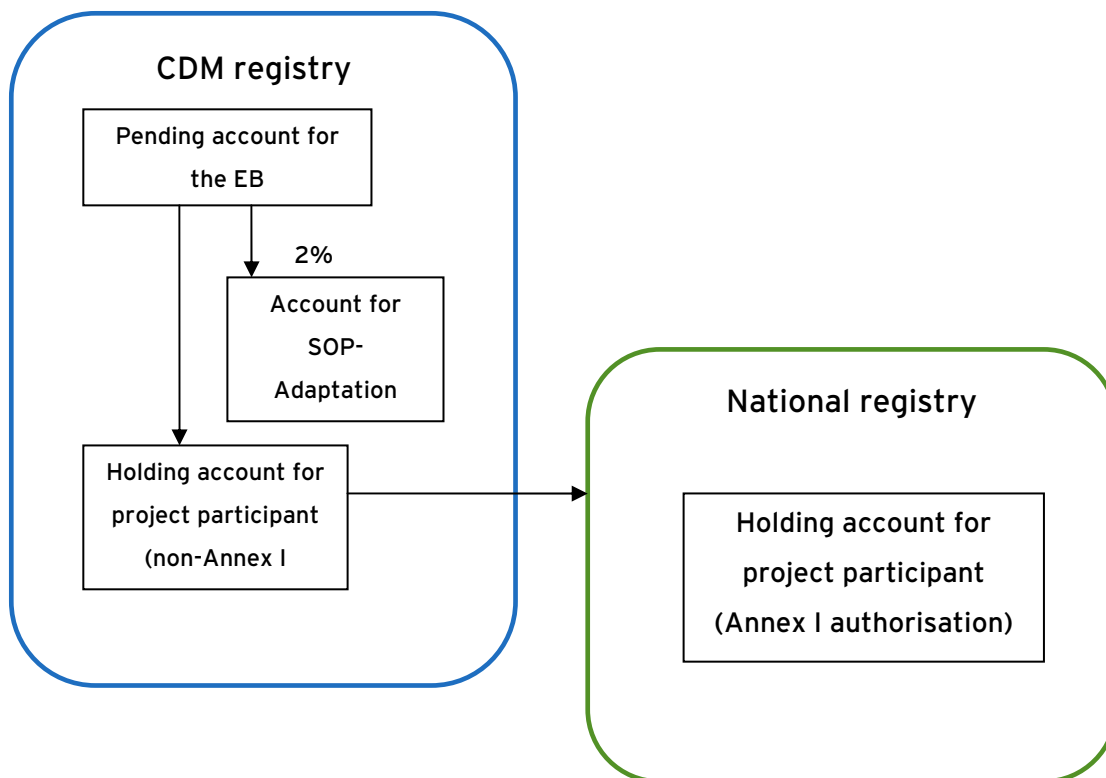 CDM registry
Pending account for
the EB
2%
Account for
SOP-
Adaptation
Holding account for
project participant
(non-Annex I
National registry
Holding account for
project participant
(Annex I authorisation)